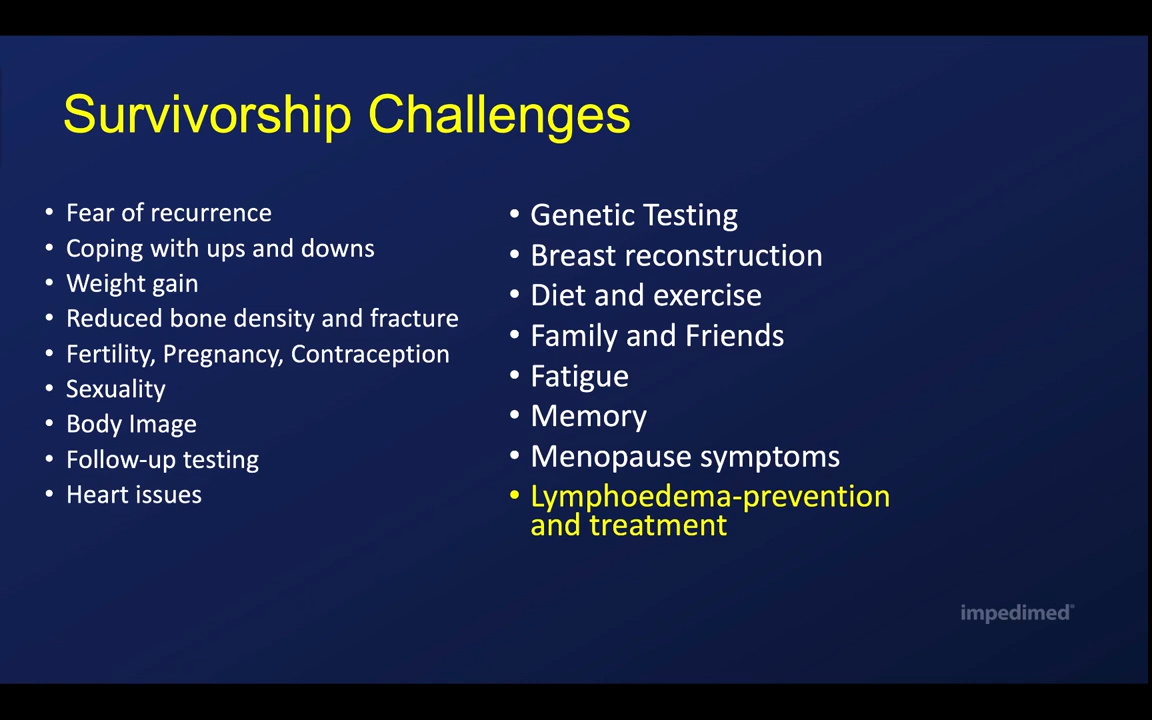 Survivorship Challenges
• Fear of recurrence
• Coping with ups and downs
• Weight gain
• Reduced bone density and fracture
• Fertility, Pregnancy, Contraception
• Sexuality
• Body Image
• Follow-up testing
• Heart issues
• Genetic Testing
• Breast reconstruction
• Diet and exercise
• Family and Friends
• Fatigue
• Memory
• Menopause symptoms
• Lymphoedema-prevention
and treatment
impedimed®